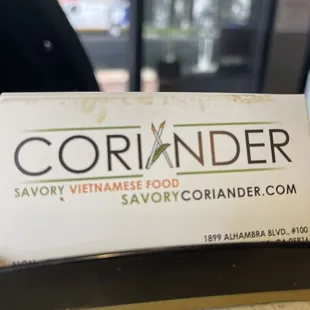 CORIANDER
SAVORY VIETNAMESE FOOD
SAVORYCORIANDER.COM
1899 ALHAMBRA BLVD., #100